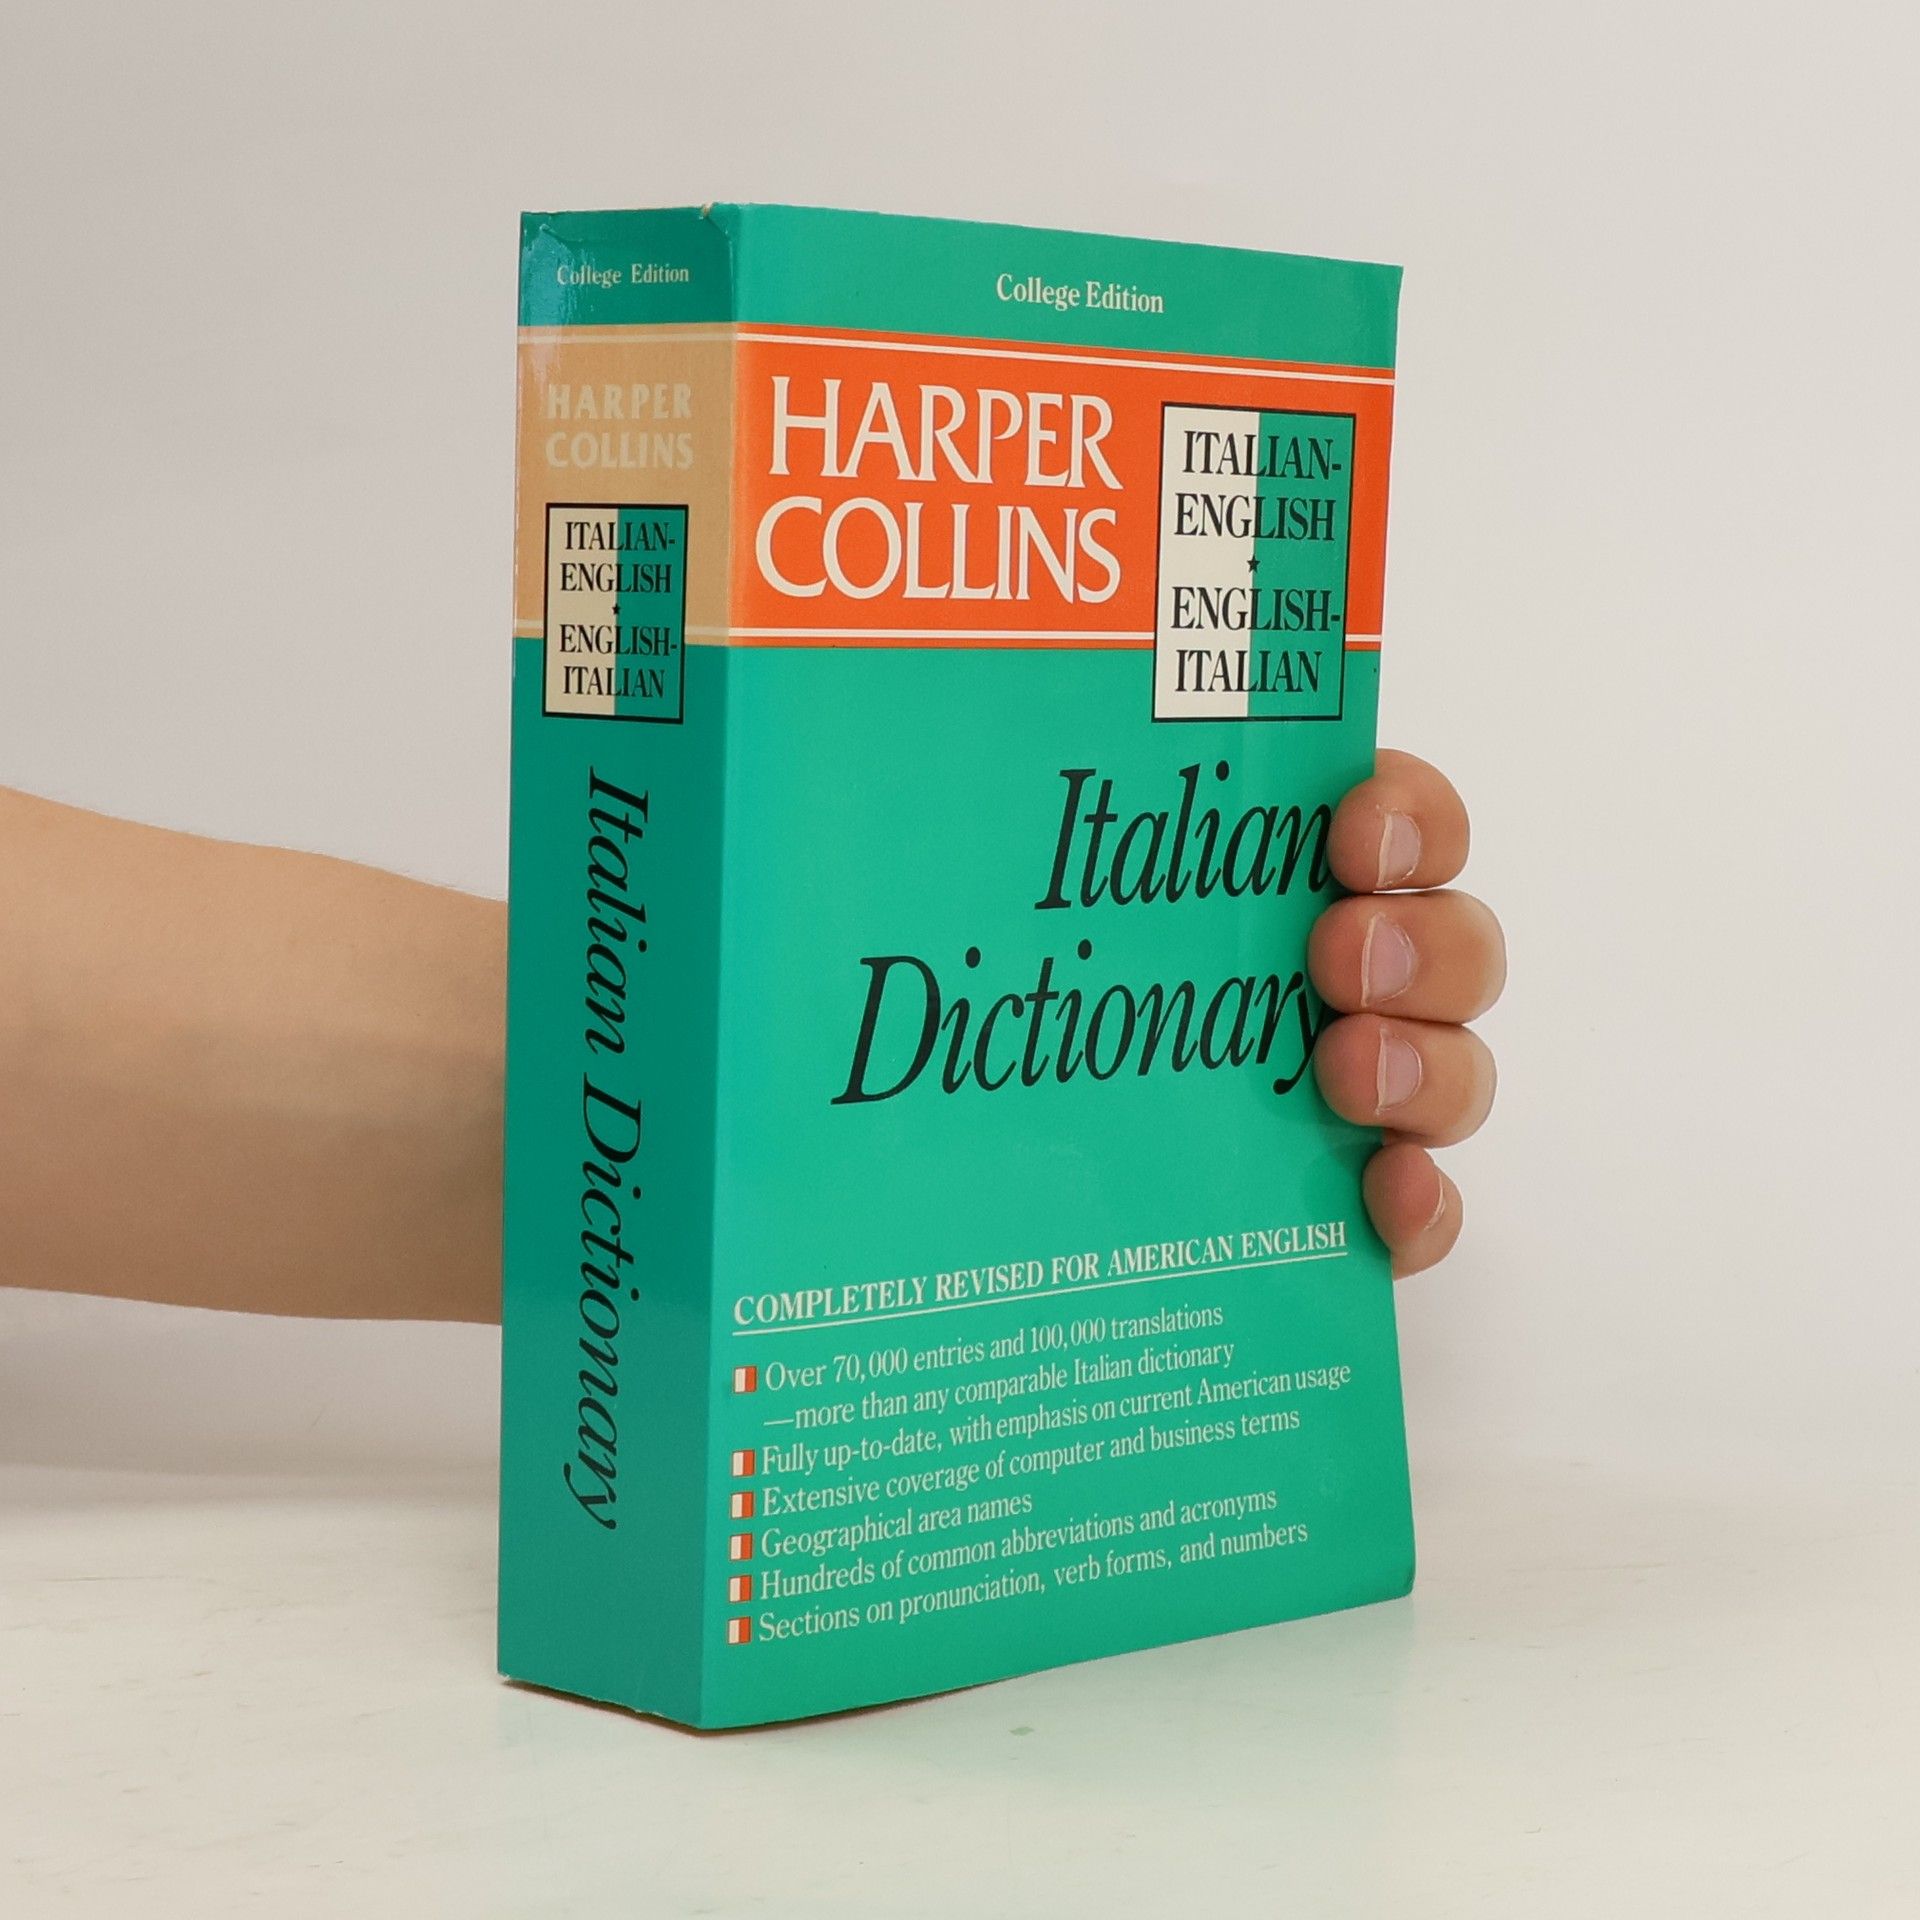 College Edition
HARPER
COLLINS
ITALIAN-
ENGLISH
★
ENGLISH-
ITALIAN
Italian Dictionary
College Edition
HARPER
COLLINS
ITALIAN-
ENGLISH
★
ENGLISH-
ITALIAN
Italian
Dictionary
COMPLETELY REVISED FOR AMERICAN ENGLISH
Over 70,000 entries and 100,000 translations
—more than any comparable Italian dictionary
Fully up-to-date, with emphasis on current American usage
Extensive coverage of computer and business terms
Geographical area names
Hundreds of common abbreviations and acronyms
Sections on pronunciation, verb forms, and numbers